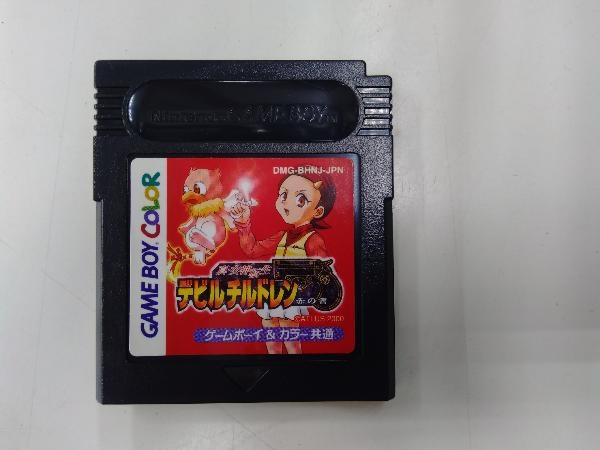 Nintendo GAME BOY TM
DMG-BHNJ-JPN
GAME BOY COLOR
真・女神転生
デビルチルドレン
赤の書
©ATLUS 2000
ゲームボーイ&カラー共通